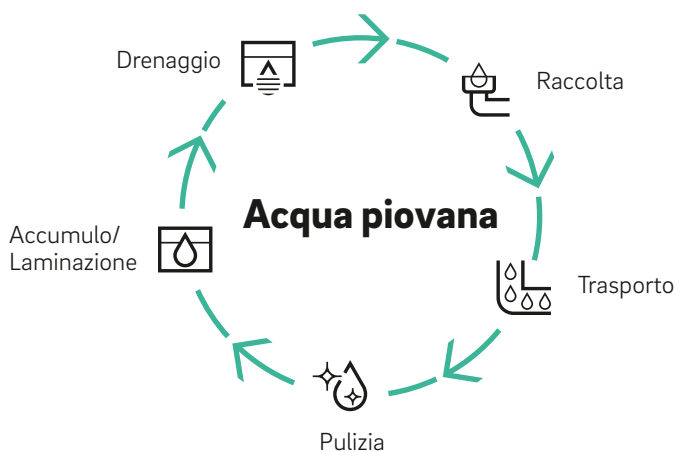 Drenaggio
Raccolta
Acqua piovana
Accumulo/
Laminazione
Trasporto
Pulizia